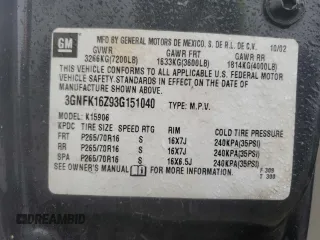 GM
MFD BY GENERAL MOTORS DE MEXICO, S. DE R.L. DE C.V. 10/02
GVWR GAWR FRT GAWR RR
3266KG(7200LB) 1633KG(3600LB) 1814KG(4000LB)
THIS VEHICLE CONFORMS TO ALL APPLICABLE U.S. FEDERAL
MOTOR VEHICLE SAFETY STANDARDS IN EFFECT ON THE DATE OF
MANUFACTURE SHOWN ABOVE.
3GNFK16Z93G151040 TYPE: M.P.V.
MODEL: K15906
KPDC TIRE SIZE SPEED RTG RIM COLD TIRE PRESSURE
FRT P265/70R16 S 16X7J 240KPA(35PSI)
RR P265/70R16 S 16X7J 240KPA(35PSI)
SPA P265/70R16 S 16X6.5J 240KPA(35PSI)
SEE OWNER'S MANUAL FOR MORE INFORMATION.
DREAMBID